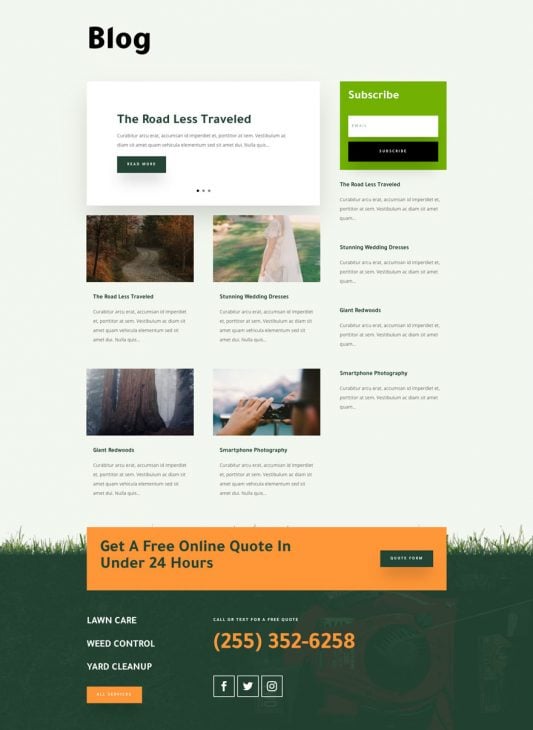 Blog
The Road Less Traveled
Curabitur arcu erat, accumsan id imperdiet et, porttitor at sem. Vestibulum ac
diam sit amet quam vehicula elementum sed sit amet dui. Nulla quis...
READ MORE
Subscribe
EMAIL
SUBSCRIBE
The Road Less Traveled
Curabitur arcu erat, accumsan id imperdiet
et, porttitor at sem. Vestibulum ac diam sit
amet quam vehicula elementum sed sit
amet dui. Nulla quis...
Stunning Wedding Dresses
Curabitur arcu erat, accumsan id imperdiet
et, porttitor at sem. Vestibulum ac diam sit
amet quam vehicula elementum sed sit
amet dui. Nulla quis...
Giant Redwoods
Curabitur arcu erat, accumsan id imperdiet
et, porttitor at sem. Vestibulum ac diam sit
amet quam vehicula elementum sed sit
amet dui. Nulla quis...
Smartphone Photography
Curabitur arcu erat, accumsan id imperdiet
et, porttitor at sem. Vestibulum ac diam sit
amet quam vehicula elementum sed sit
amet dui. Nulla quis...
The Road Less Traveled
Curabitur arcu erat, accumsan id imperdiet et,
porttitor at sem. Vestibulum ac diam sit amet
quam...
Stunning Wedding Dresses
Curabitur arcu erat, accumsan id imperdiet et,
porttitor at sem. Vestibulum ac diam sit amet
quam...
Giant Redwoods
Curabitur arcu erat, accumsan id imperdiet et,
porttitor at sem. Vestibulum ac diam sit amet
quam...
Smartphone Photography
Curabitur arcu erat, accumsan id imperdiet et,
porttitor at sem. Vestibulum ac diam sit amet
quam...
Get A Free Online Quote In
Under 24 Hours
QUOTE FORM
LAWN CARE
WEED CONTROL
YARD CLEANUP
ALL SERVICES
CALL OR TEXT FOR A FREE QUOTE
(255) 352-6258